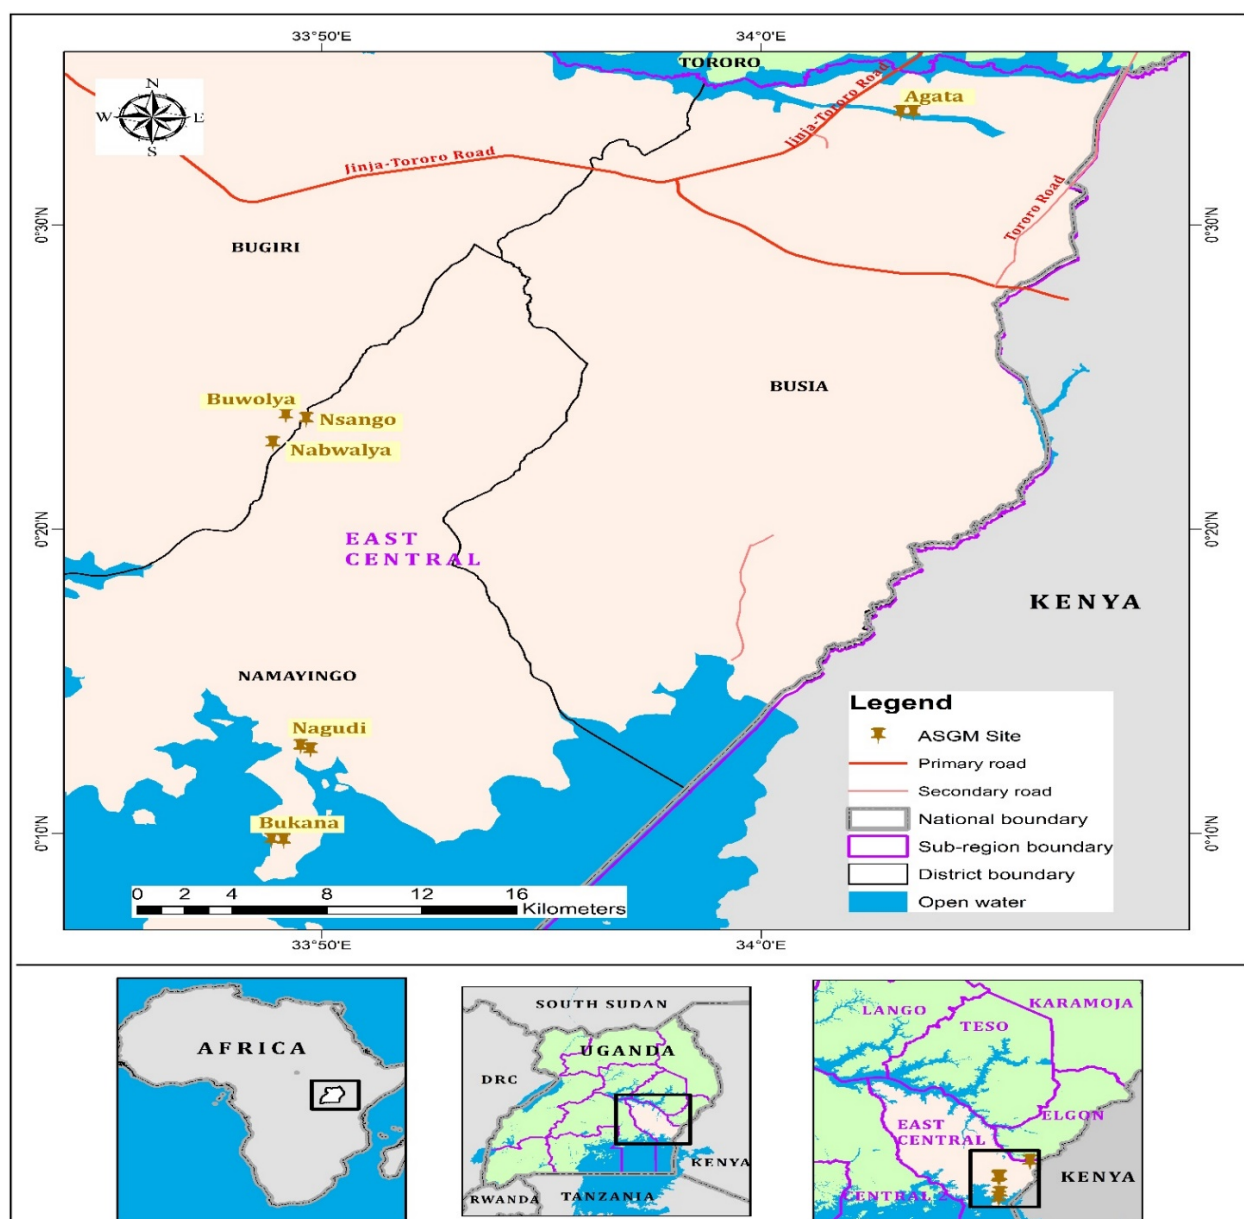 33°50'E
34°0'E
TORORO
N
W
E
S
Agata
Jinja-Tororo Road
Jinja-Tororo Road
Tororo Road
0°30'N
0°30'N
BUGIRI
BUSIA
Buwolya
Nsango
Nabwalya
0°20'N
0°20'N
EAST
CENTRAL
KENYA
NAMAYINGO
Nagudi
Bukana
0°10'N
0°10'N
Legend
ASGM Site
Primary road
Secondary road
National boundary
Sub-region boundary
District boundary
Open water
0 2 4 8 12 16
Kilometers
33°50'E
34°0'E
AFRICA
SOUTH SUDAN
UGANDA
DRC
KENYA
RWANDA
TANZANIA
LANGO
KARAMOJA
TESO
ELGON
EAST
CENTRAL
KENYA
CENTRAL 2